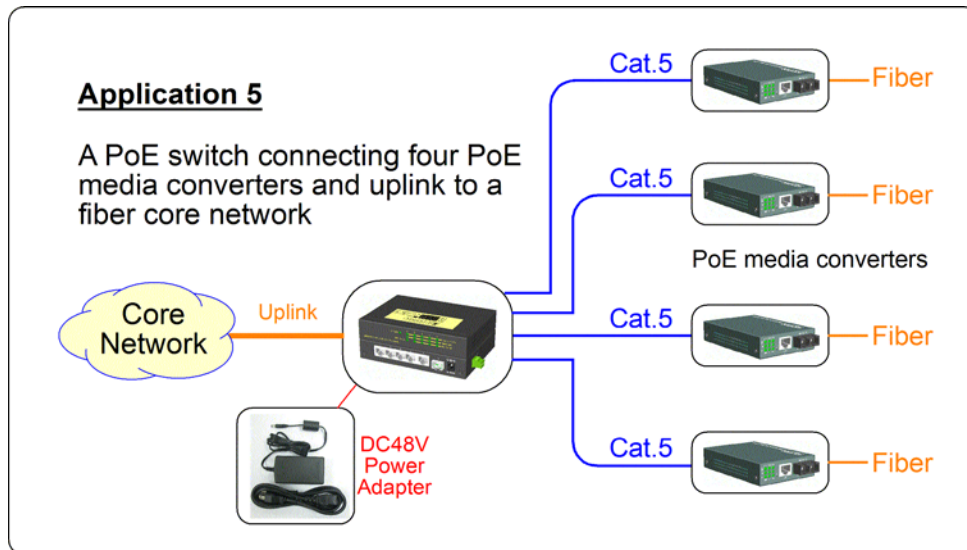 Application 5
A PoE switch connecting four PoE
media converters and uplink to a
fiber core network
Cat.5
Fiber
Cat.5
Fiber
PoE media converters
Core
Network
Uplink
Cat.5
Fiber
DC48V
Power
Adapter
Cat.5
Fiber